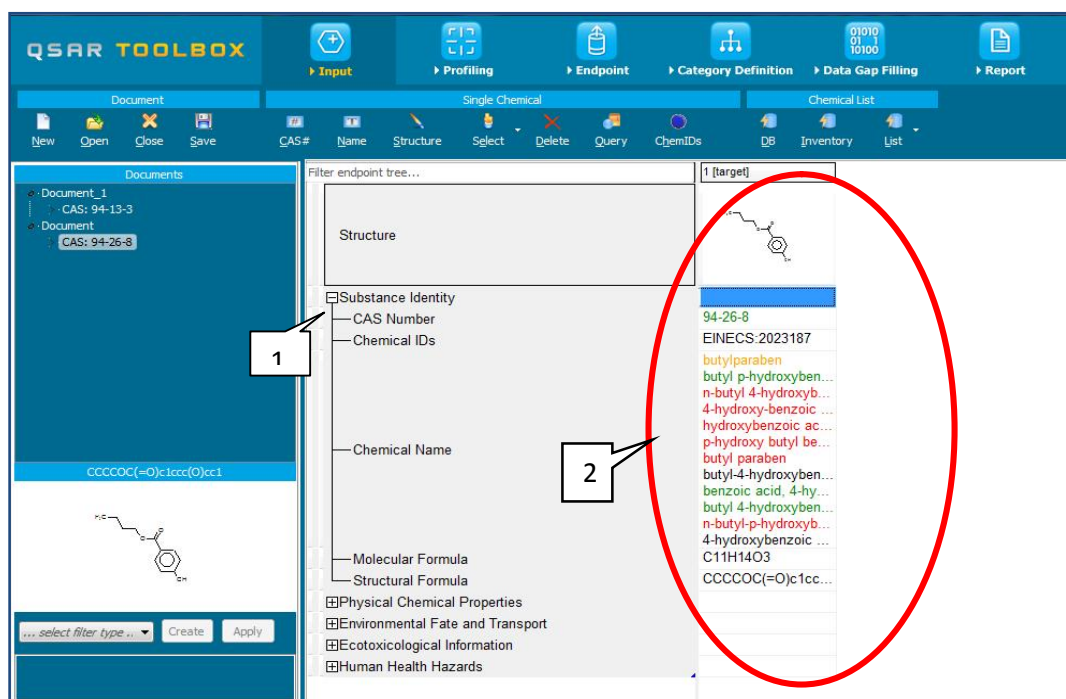 QSAR TOOLBOX
Input
Profiling
Endpoint
Category Definition
01010
01 1
10100
Data Gap Filling
Report
Document
Single Chemical
Chemical List
#
New
Open
Close
Save
CAS#
Name
Structure
Select
Delete
Query
ChemIDs
DB
Inventory
List
Documents
Document_1
CAS: 94-13-3
Document
CAS: 94-26-8
CCCCOC(=O)c1ccc(O)cc1
... select filter type ..
Create
Apply
Filter endpoint tree...
1 [target]
Structure
Substance Identity
CAS Number
94-26-8
Chemical IDs
EINECS:2023187
1
Chemical Name
butylparaben
butyl p-hydroxyben...
n-butyl 4-hydroxyb...
4-hydroxy-benzoic ...
hydroxybenzoic ac...
p-hydroxy butyl be...
butyl paraben
butyl-4-hydroxyben...
benzoic acid, 4-hy...
butyl 4-hydroxyben...
n-butyl-p-hydroxyb...
4-hydroxybenzoic ...
2
Molecular Formula
C11H14O3
Structural Formula
CCCCOC(=O)c1cc...
Physical Chemical Properties
Environmental Fate and Transport
Ecotoxicological Information
Human Health Hazards